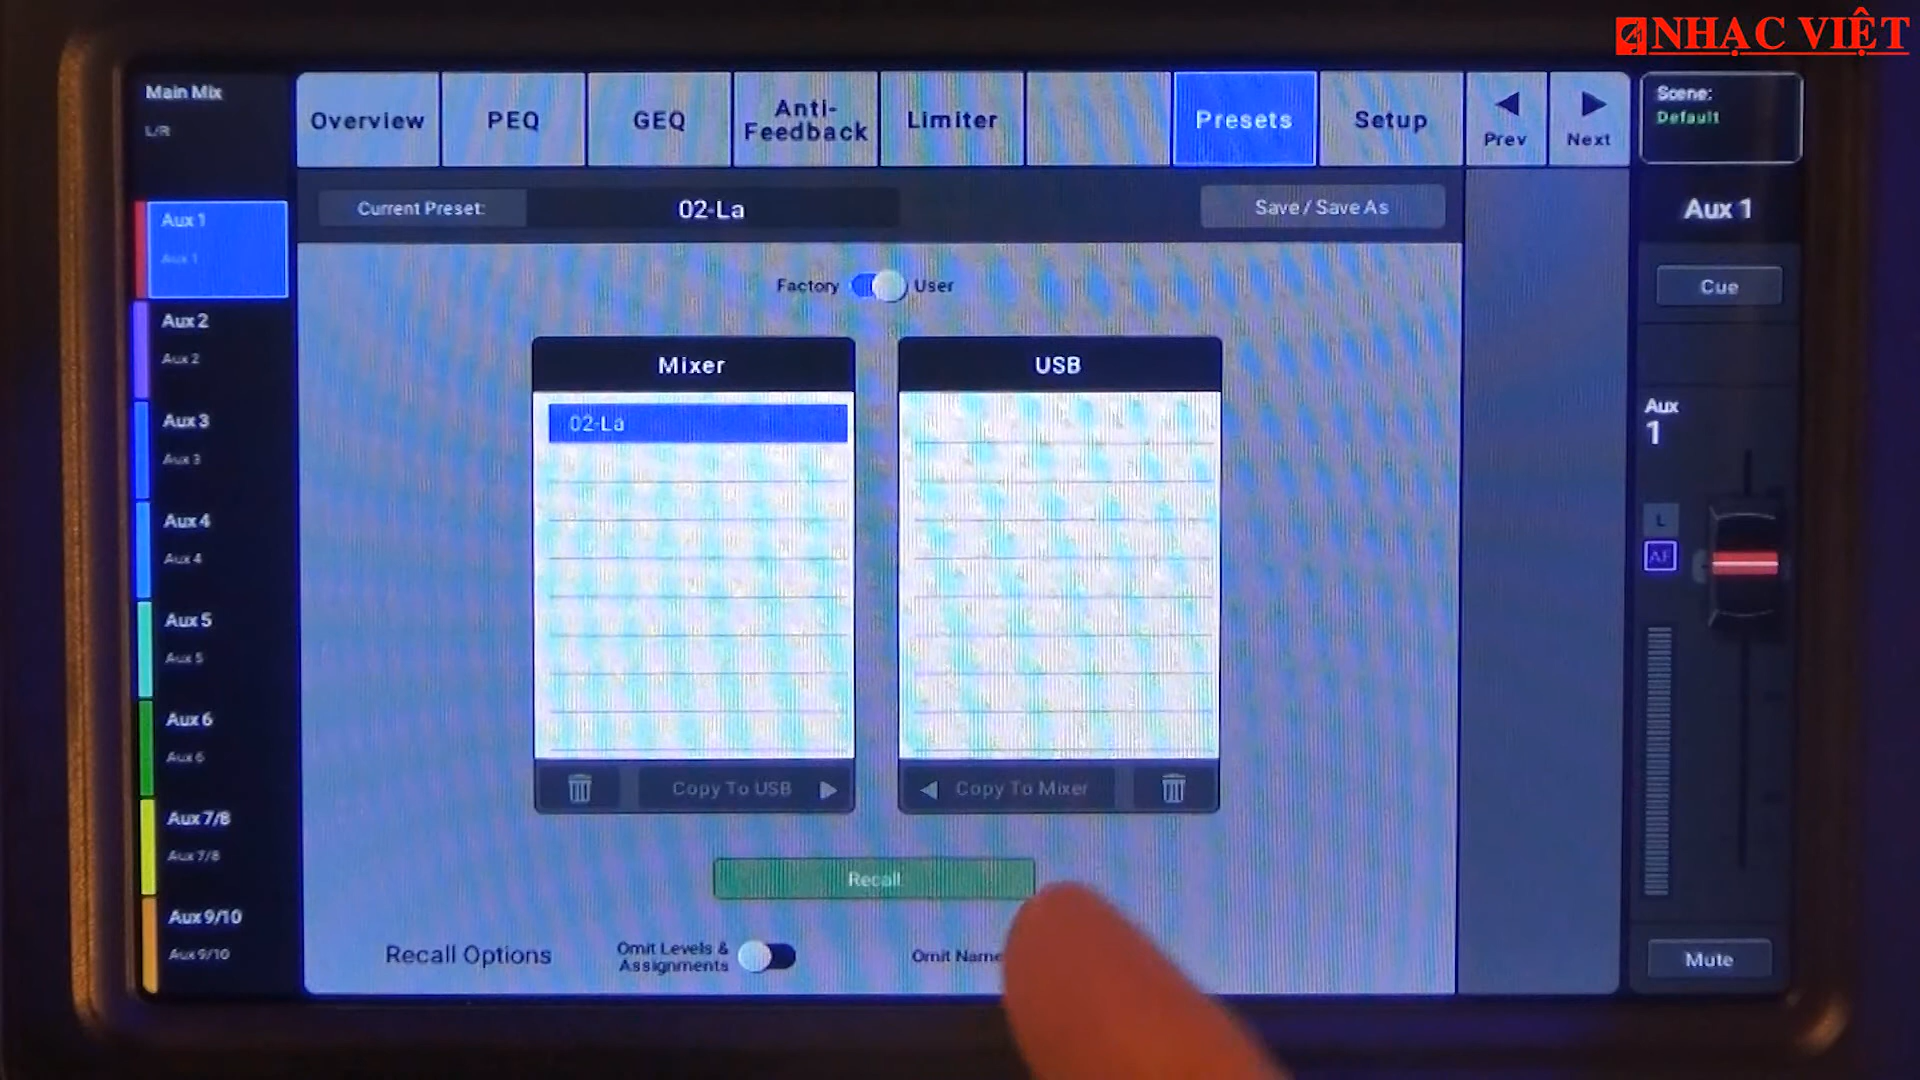 NHẠC VIỆT
Main Mix
L/R
Overview
PEQ
GEQ
Anti-
Feedback
Limiter
Presets
Setup
Prev
Next
Scene:
Default
Current Preset:
02-La
Save / Save As
Factory
User
Mixer
02-La
Copy To USB
USB
Copy To Mixer
Recall
Recall Options
Omit Levels &
Assignments
Omit Name
Aux 1
Aux 1
Aux 2
Aux 2
Aux 3
Aux 3
Aux 4
Aux 4
Aux 5
Aux 5
Aux 6
Aux 6
Aux 7/8
Aux 7/8
Aux 9/10
Aux 9/10
Aux 1
Cue
Aux
1
L
AF
Mute